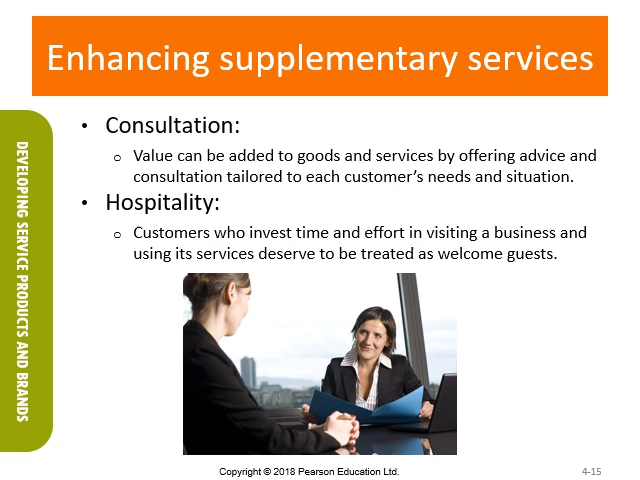 Enhancing supplementary services
DEVELOPING SERVICE PRODUCTS AND BRANDS
• Consultation:
o Value can be added to goods and services by offering advice and
consultation tailored to each customer’s needs and situation.
• Hospitality:
o Customers who invest time and effort in visiting a business and
using its services deserve to be treated as welcome guests.
Copyright © 2018 Pearson Education Ltd.
4-15